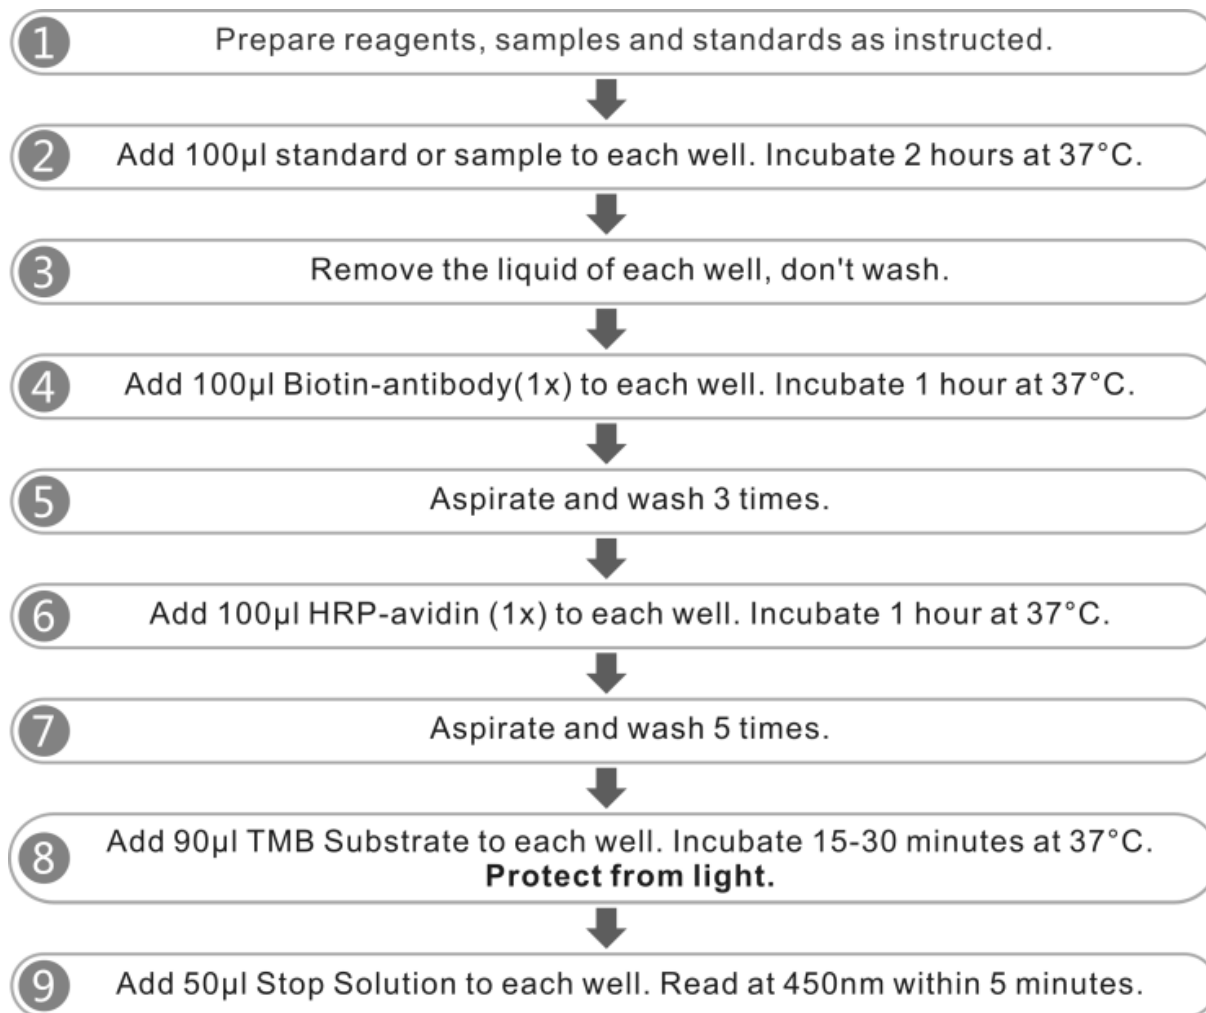 1 Prepare reagents, samples and standards as instructed.
2 Add 100μl standard or sample to each well. Incubate 2 hours at 37°C.
3 Remove the liquid of each well, don't wash.
4 Add 100μl Biotin-antibody(1x) to each well. Incubate 1 hour at 37°C.
5 Aspirate and wash 3 times.
6 Add 100μl HRP-avidin (1x) to each well. Incubate 1 hour at 37°C.
7 Aspirate and wash 5 times.
8 Add 90μl TMB Substrate to each well. Incubate 15-30 minutes at 37°C.
Protect from light.
9 Add 50μl Stop Solution to each well. Read at 450nm within 5 minutes.